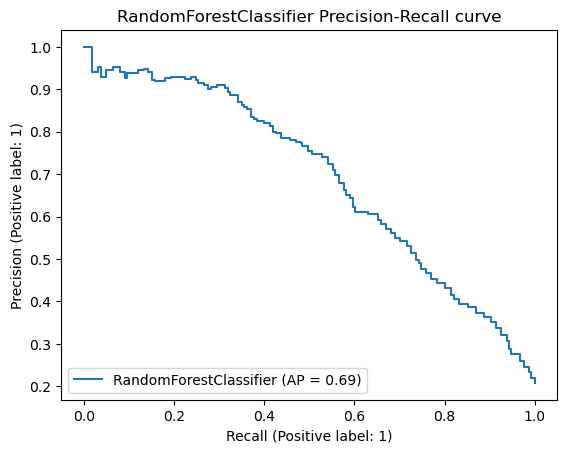 RandomForestClassifier Precision-Recall curve
1.0
0.9
0.8
0.7
0.6
0.5
0.4
0.3
0.2
Precision (Positive label: 1)
RandomForestClassifier (AP = 0.69)
0.0 0.2 0.4 0.6 0.8 1.0
Recall (Positive label: 1)